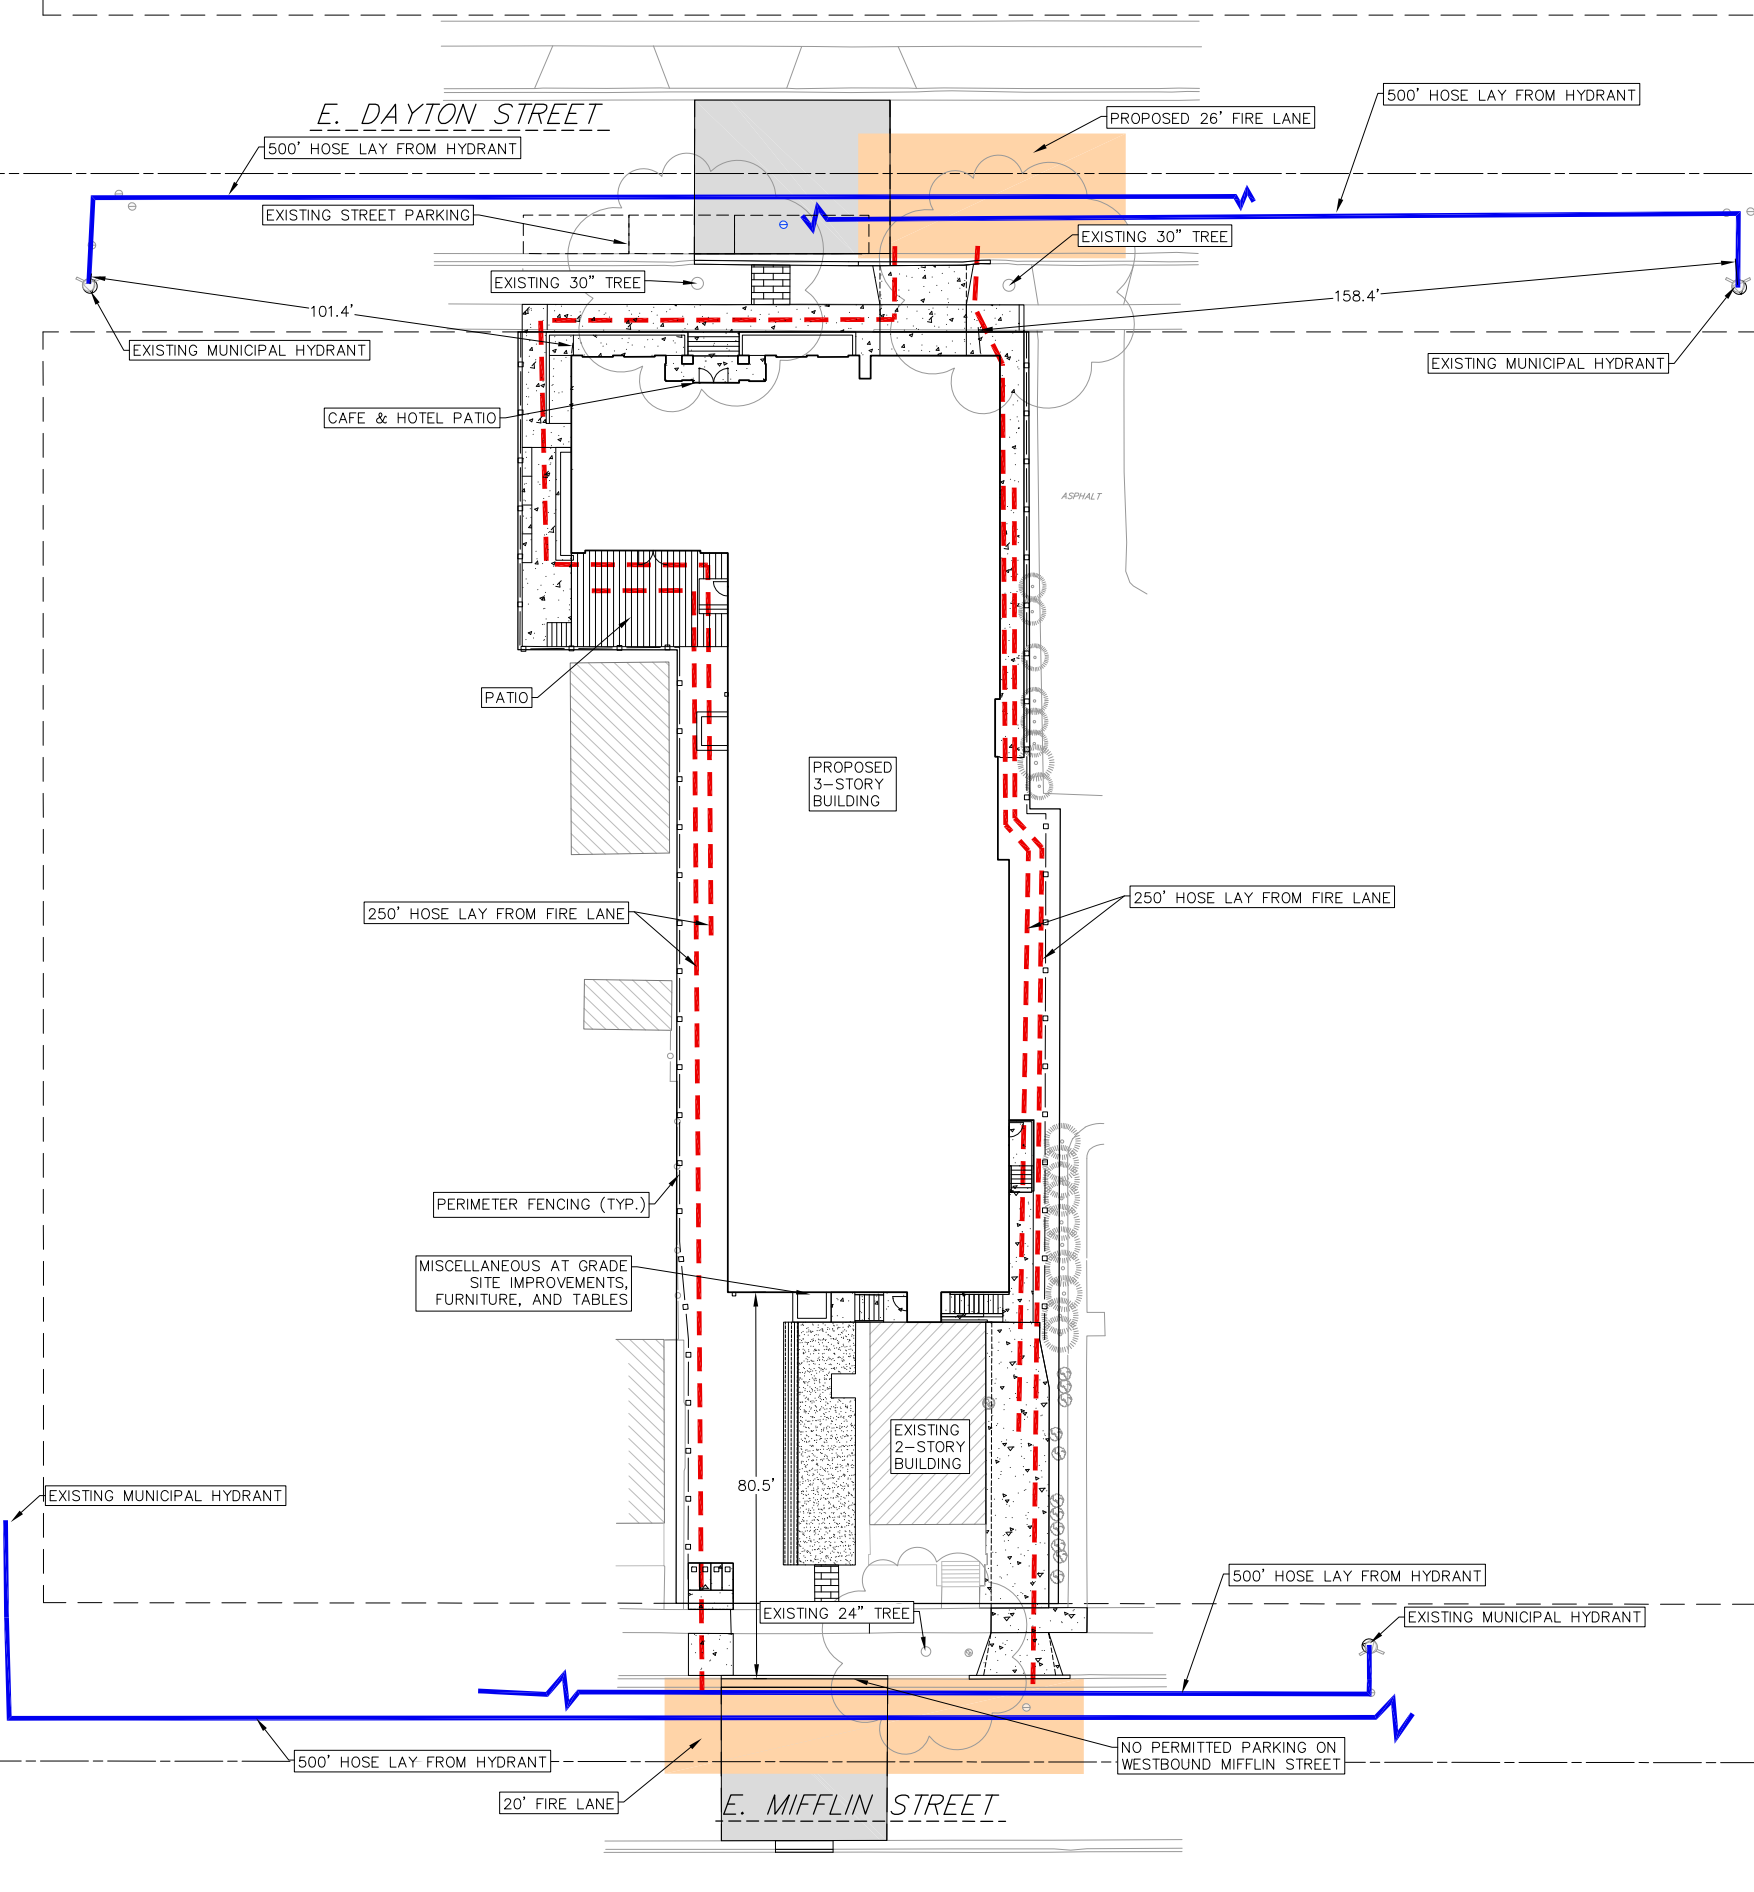 500' HOSE LAY FROM HYDRANT
E. DAYTON STREET
PROPOSED 26' FIRE LANE
500' HOSE LAY FROM HYDRANT
EXISTING STREET PARKING
EXISTING 30" TREE
EXISTING 30" TREE
101.4'
158.4'
EXISTING MUNICIPAL HYDRANT
EXISTING MUNICIPAL HYDRANT
CAFE & HOTEL PATIO
ASPHALT
PATIO
PROPOSED
3-STORY
BUILDING
250' HOSE LAY FROM FIRE LANE
250' HOSE LAY FROM FIRE LANE
PERIMETER FENCING (TYP.)
MISCELLANEOUS AT GRADE
SITE IMPROVEMENTS,
FURNITURE, AND TABLES
EXISTING
2-STORY
BUILDING
80.5'
EXISTING MUNICIPAL HYDRANT
500' HOSE LAY FROM HYDRANT
EXISTING 24" TREE
EXISTING MUNICIPAL HYDRANT
500' HOSE LAY FROM HYDRANT
NO PERMITTED PARKING ON
WESTBOUND MIFFLIN STREET
20' FIRE LANE
E. MIFFLIN STREET